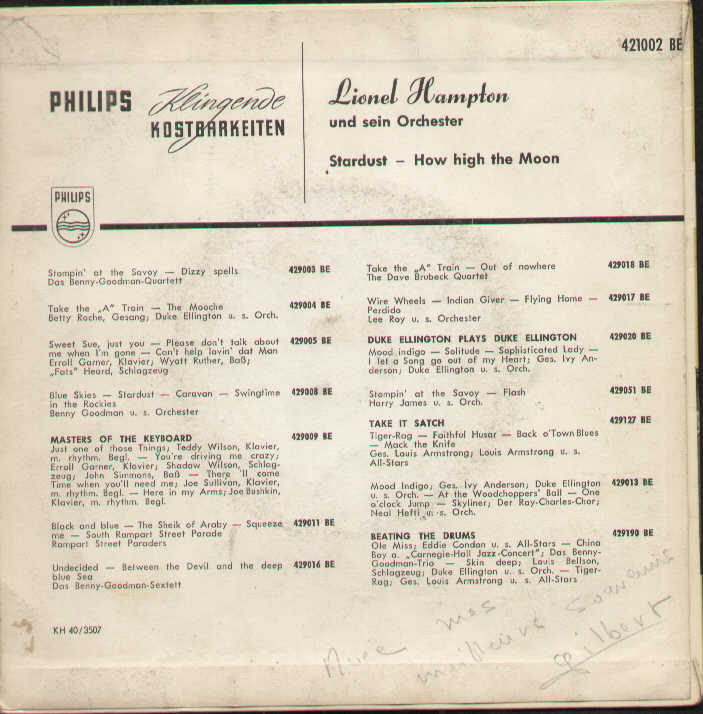 421002 BE
PHILIPS Klingende
KOSTBARKEITEN
Lionel Hampton
und sein Orchester
Stardust – How high the Moon
PHILIPS
Stompin' at the Savoy — Dizzy spells 429003 BE
Das Benny-Goodman-Quartett
Take the „A" Train — The Mooche 429004 BE
Betty Roche, Gesang; Duke Ellington u. s. Orch.
Sweet Sue, just you — Please don't talk about 429005 BE
me when I'm gone — Can't help lovin' dat Man
Erroll Garner, Klavier; Wyatt Ruther, Baß;
„Fats" Heard, Schlagzeug
Blue Skies — Stardust — Caravan — Swingtime 429008 BE
in the Rockies
Benny Goodman u. s. Orchester
MASTERS OF THE KEYBOARD 429009 BE
Just one of those Things; Teddy Wilson, Klavier,
m. rhythm. Begl. — You're driving me crazy;
Erroll Garner, Klavier; Shadow Wilson, Schlag-
zeug; John Simmons, Baß — There 'll come
Time when you'll need me; Joe Sullivan, Klavier,
m. rhythm. Begl. — Here in my Arms; Joe Bushkin,
Klavier, m. rhythm. Begl.
Black and blue — The Sheik of Araby — Squeeze 429011 BE
me — South Rampart Street Parade
Rampart Street Paraders
Undecided — Between the Devil and the deep 429016 BE
blue Sea
Das Benny-Goodman-Sextett
KH 40/3507
Take the „A" Train — Out of nowhere 429018 BE
The Dave Brubeck Quartet
Wire Wheels — Indian Giver — Flying Home — 429017 BE
Perdido
Lee Roy u. s. Orchester
DUKE ELLINGTON PLAYS DUKE ELLINGTON 429020 BE
Mood indigo — Solitude — Sophisticated Lady —
I let a Song go out of my Heart; Ges. Ivy An-
derson; Duke Ellington u. s. Orch.
Stompin' at the Savoy — Flash 429051 BE
Harry James u. s. Orch.
TAKE IT SATCH 429127 BE
Tiger-Rag — Faithful Husar — Back o'Town Blues
— Mack the Knife
Ges. Louis Armstrong; Louis Armstrong u. s.
All-Stars
Mood Indigo; Ges. Ivy Anderson; Duke Ellington 429013 BE
u. s. Orch. — At the Woodchoppers' Ball — One
o'clock Jump — Skyliner; Der Ray-Charles-Chor;
Neal Hefti u. s. Orch.
BEATING THE DRUMS 429190 BE
Ole Miss; Eddie Condon u. s. All-Stars — China
Boy a. „Carnegie-Hall Jazz-Concert"; Das Benny-
Goodman-Trio — Skin deep; Louis Bellson,
Schlagzeug; Duke Ellington u. s. Orch. — Tiger-
Rag; Ges. Louis Armstrong u. s. All-Stars
Avec mes
meilleurs souvenirs
Gilbert